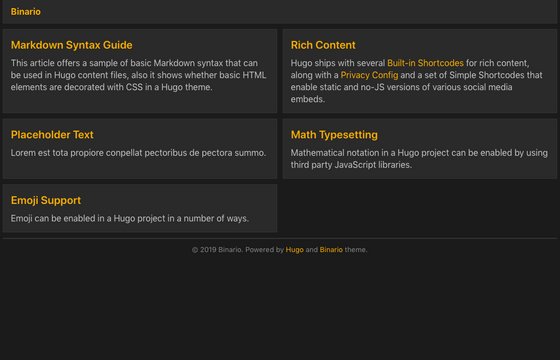 Binario
Markdown Syntax Guide
This article offers a sample of basic Markdown syntax that can
be used in Hugo content files, also it shows whether basic HTML
elements are decorated with CSS in a Hugo theme.
Rich Content
Hugo ships with several Built-in Shortcodes for rich content,
along with a Privacy Config and a set of Simple Shortcodes that
enable static and no-JS versions of various social media
embeds.
Placeholder Text
Lorem est tota propiore conpellat pectoribus de pectora summo.
Math Typesetting
Mathematical notation in a Hugo project can be enabled by using
third party JavaScript libraries.
Emoji Support
Emoji can be enabled in a Hugo project in a number of ways.
© 2019 Binario. Powered by Hugo and Binario theme.